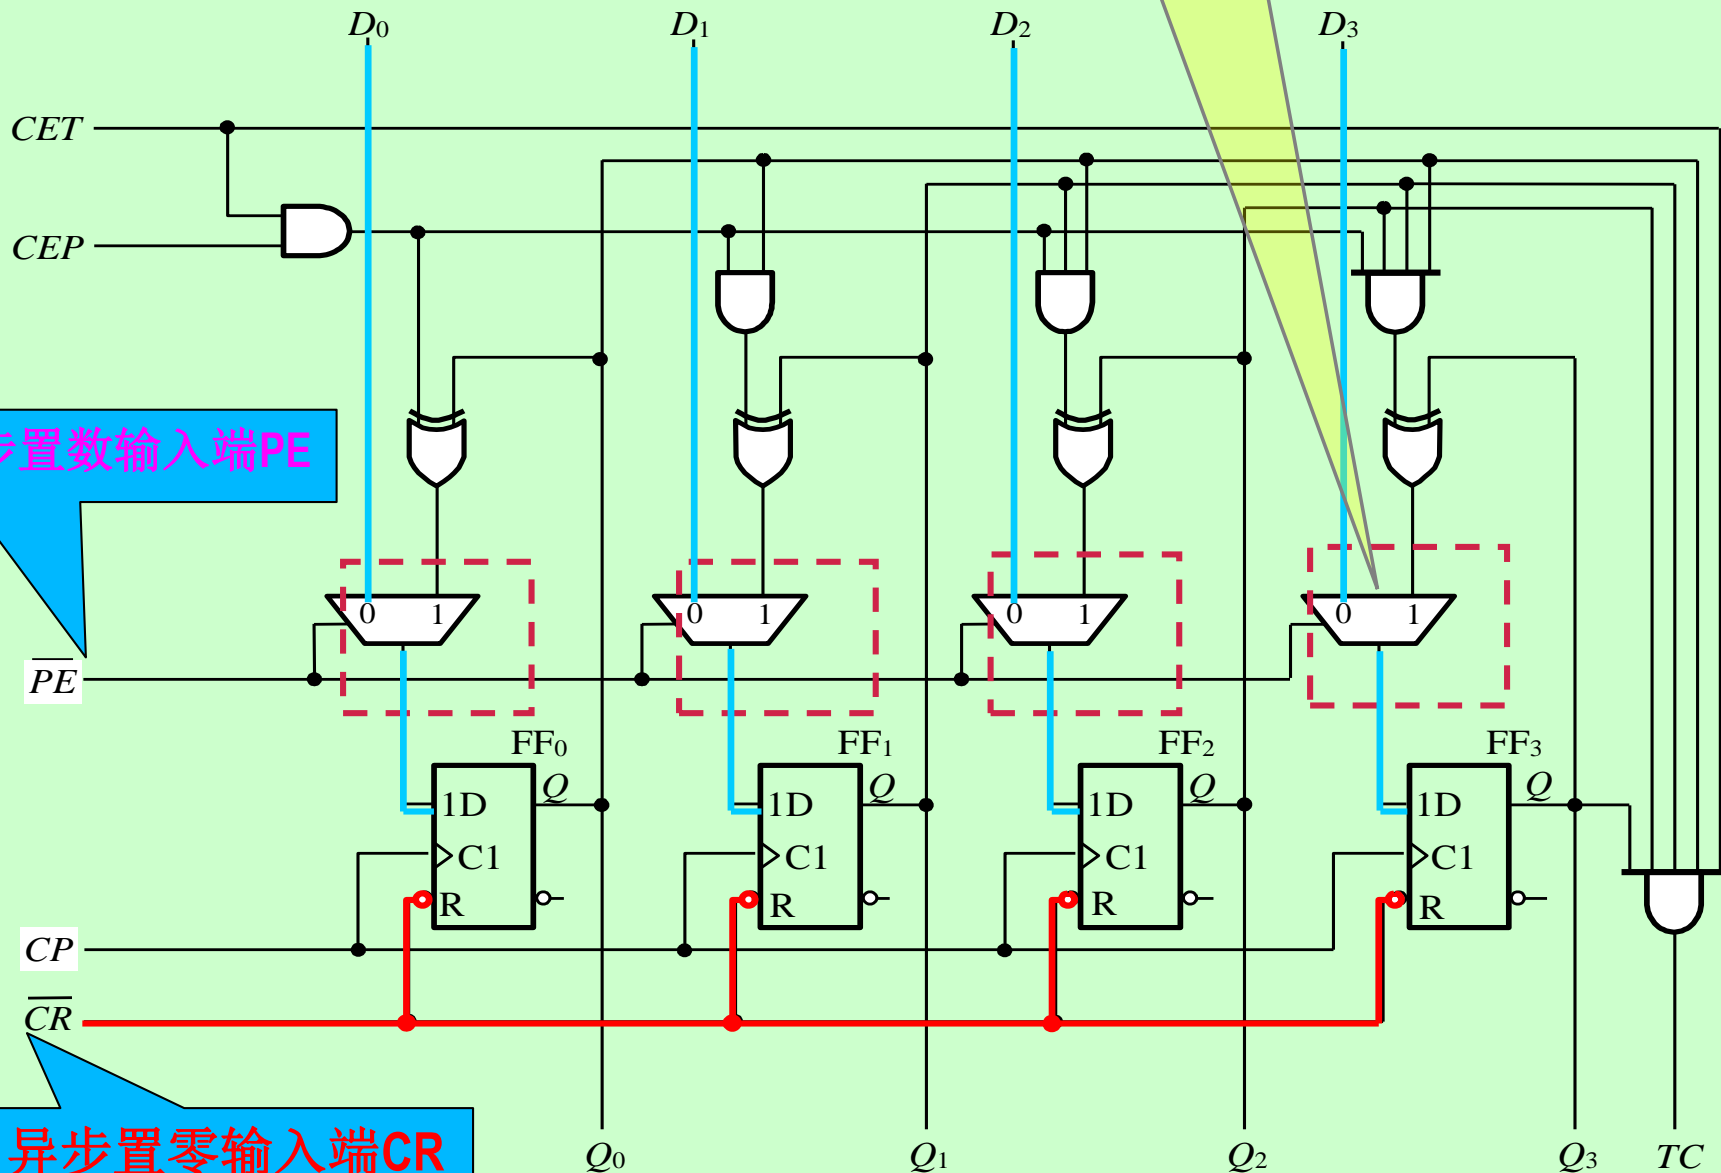 D0 D1 D2 D3
CET
CEP
步置数输入端PE
0 1 0 1 0 1 0 1
P̅E̅
FF0 FF1 FF2 FF3
1D Q 1D Q 1D Q 1D Q
C1 C1 C1 C1
R R R R
CP
C̅R̅
异步置零输入端CR
Q0 Q1 Q2 Q3 TC